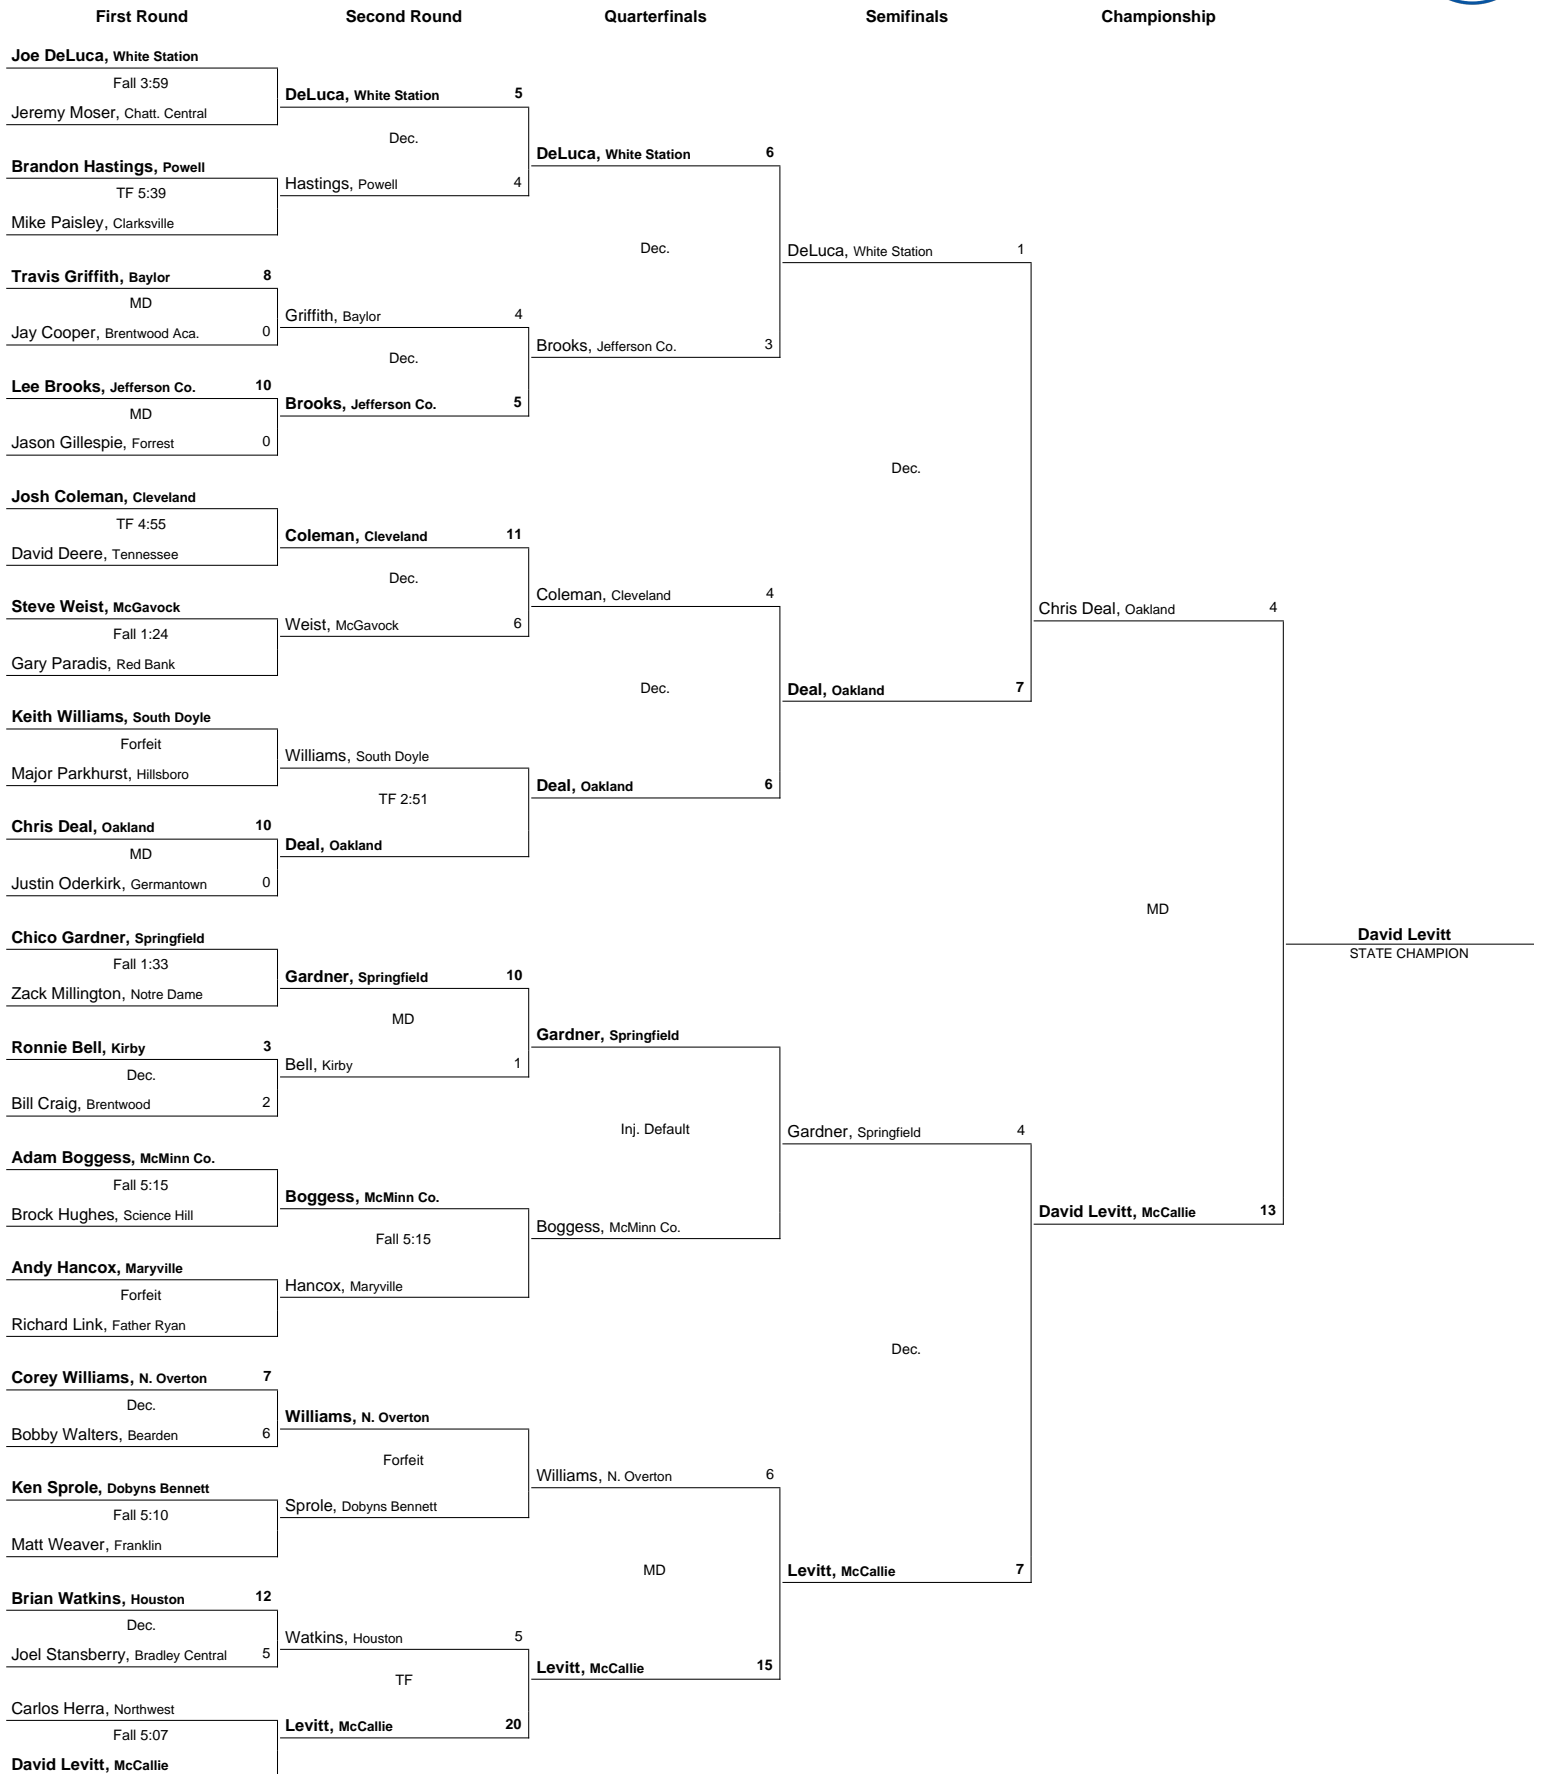 First Round Second Round Quarterfinals Semifinals Championship
Joe DeLuca, White Station
Fall 3:59
Jeremy Moser, Chatt. Central
Brandon Hastings, Powell
TF 5:39
Mike Paisley, Clarksville
Travis Griffith, Baylor 8
MD
Jay Cooper, Brentwood Aca. 0
Lee Brooks, Jefferson Co. 10
MD
Jason Gillespie, Forrest 0
Josh Coleman, Cleveland
TF 4:55
David Deere, Tennessee
Steve Weist, McGavock
Fall 1:24
Gary Paradis, Red Bank
Keith Williams, South Doyle
Forfeit
Major Parkhurst, Hillsboro
Chris Deal, Oakland 10
MD
Justin Oderkirk, Germantown 0
Chico Gardner, Springfield
Fall 1:33
Zack Millington, Notre Dame
Ronnie Bell, Kirby 3
Dec.
Bill Craig, Brentwood 2
Adam Boggess, McMinn Co.
Fall 5:15
Brock Hughes, Science Hill
Andy Hancox, Maryville
Forfeit
Richard Link, Father Ryan
Corey Williams, N. Overton 7
Dec.
Bobby Walters, Bearden 6
Ken Sprole, Dobyns Bennett
Fall 5:10
Matt Weaver, Franklin
Brian Watkins, Houston 12
Dec.
Joel Stansberry, Bradley Central 5
Carlos Herra, Northwest
Fall 5:07
David Levitt, McCallie
DeLuca, White Station 5
Dec.
Hastings, Powell 4
Griffith, Baylor 4
Dec.
Brooks, Jefferson Co. 5
Coleman, Cleveland 11
Dec.
Weist, McGavock 6
Williams, South Doyle
TF 2:51
Deal, Oakland
Gardner, Springfield 10
MD
Bell, Kirby 1
Boggess, McMinn Co.
Fall 5:15
Hancox, Maryville
Williams, N. Overton
Forfeit
Sprole, Dobyns Bennett
Watkins, Houston 5
TF
Levitt, McCallie 20
DeLuca, White Station 6
Dec.
Brooks, Jefferson Co. 3
Coleman, Cleveland 4
Dec.
Deal, Oakland 6
Gardner, Springfield
Inj. Default
Boggess, McMinn Co.
Williams, N. Overton 6
MD
Levitt, McCallie 15
DeLuca, White Station 1
Dec.
Deal, Oakland 7
Gardner, Springfield 4
Dec.
Levitt, McCallie 7
Chris Deal, Oakland 4
MD
David Levitt, McCallie 13
David Levitt
STATE CHAMPION